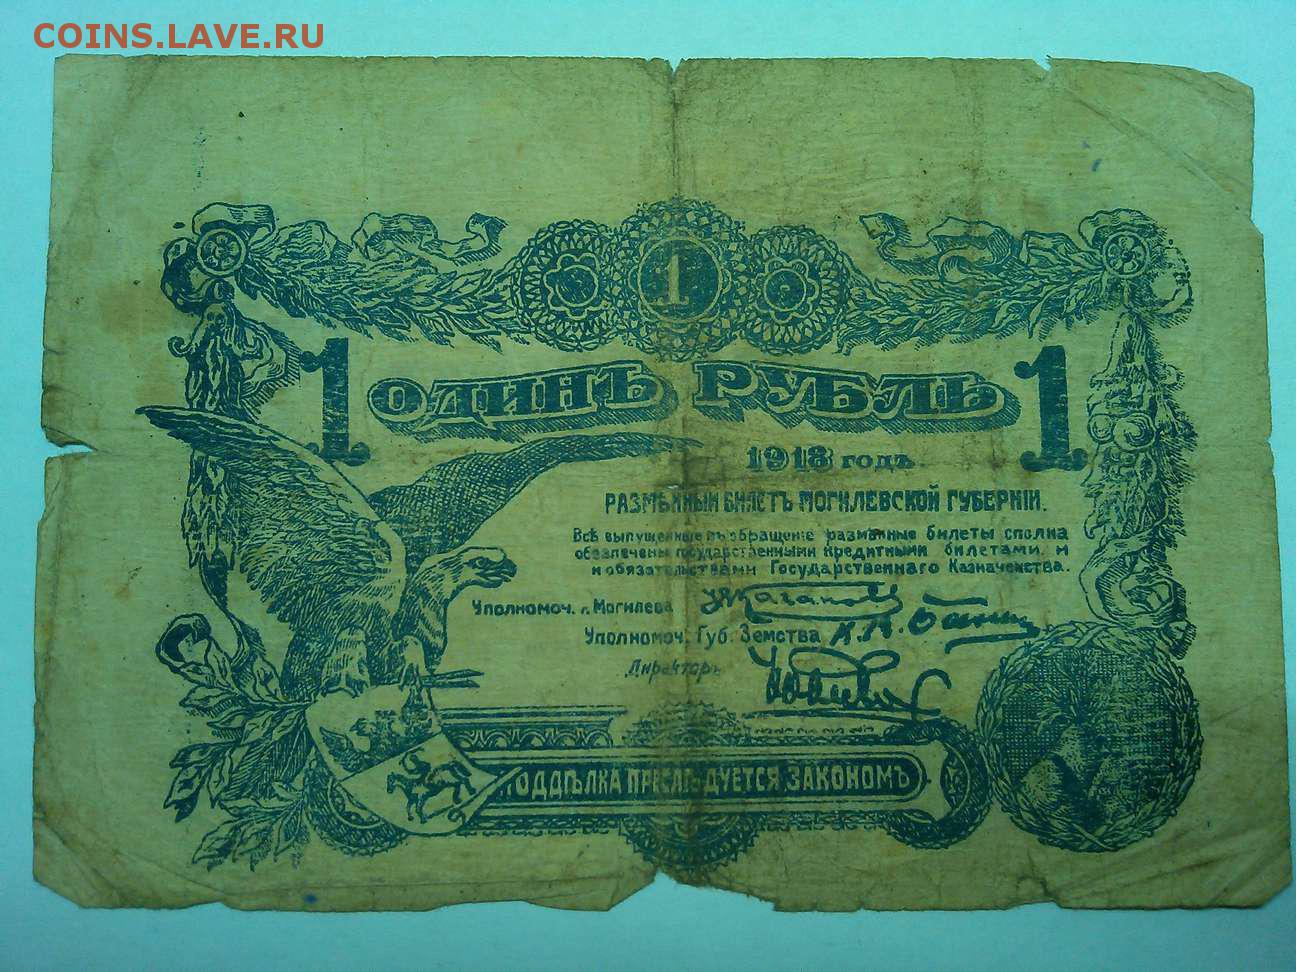 COINS.LAVE.RU
1
1 ОДИНЪ РУБЛЬ 1
1918 годъ.
РАЗМѢННЫЙ БИЛЕТЪ МОГИЛЕВСКОЙ ГУБЕРНІИ.
Всѣ выпущенные въ обращеніе размѣнные билеты сполна
обезпечены государственными кредитными билетами и
и обязательствами Государственнаго Казначейства.
Уполномоч. г. Могилева
Уполномоч. Губ. Земства
Директоръ
ПОДДѢЛКА ПРЕСЛѢДУЕТСЯ ЗАКОНОМЪ